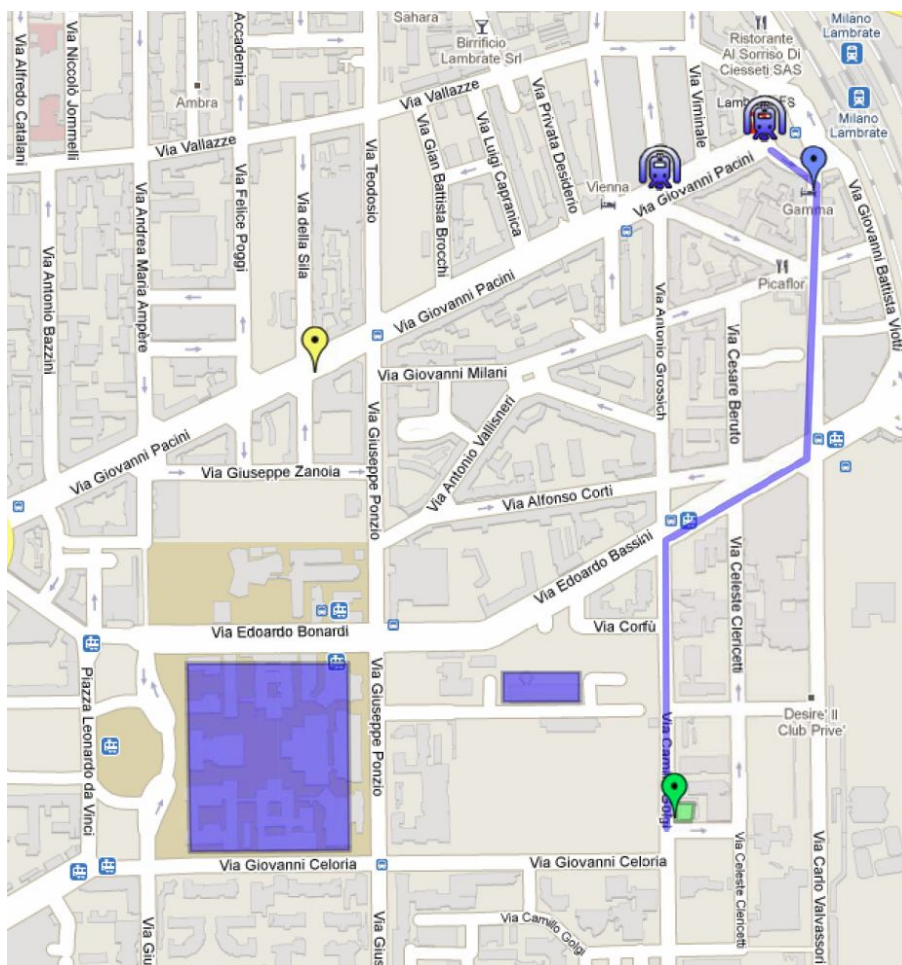 Sahara
Birrificio
Lambrate Srl
Ristorante
Al Sorriso Di
Ciesseti SAS
Milano
Lambrate
Milano
Lambrate
Via Alfredo Catalani
Via Niccolò Jommelli
Accademia
Ambra
Via Vallazze
Via Vallazze
Via Viminale
Via Privata Desiderio
Via Luigi Capranica
Via Gian Battista Brocchi
Via Teodosio
Via della Sila
Via Felice Poggi
Via Andrea Maria Ampère
Via Antonio Bazzini
Vienna
Via Giovanni Pacini
Gamma
Via Giovanni Battista Viotti
Picaflor
Via Giovanni Pacini
Via Antonio Grossich
Via Cesare Beruto
Via Giovanni Milani
Via Giovanni Pacini
Via Giuseppe Zanoia
Via Giuseppe Ponzio
Via Antonio Vallisneri
Via Alfonso Corti
Via Edoardo Bassini
Via Celeste Clericetti
Via Corfù
Via Edoardo Bonardi
Piazza Leonardo da Vinci
Via Giuseppe Ponzio
Desire' Il
Club Prive'
Via Giovanni Celoria
Via Giovanni Celoria
Via Celeste Clericetti
Via Carlo Valvassori
Via Camillo Golgi
Via Giu
Via Gius